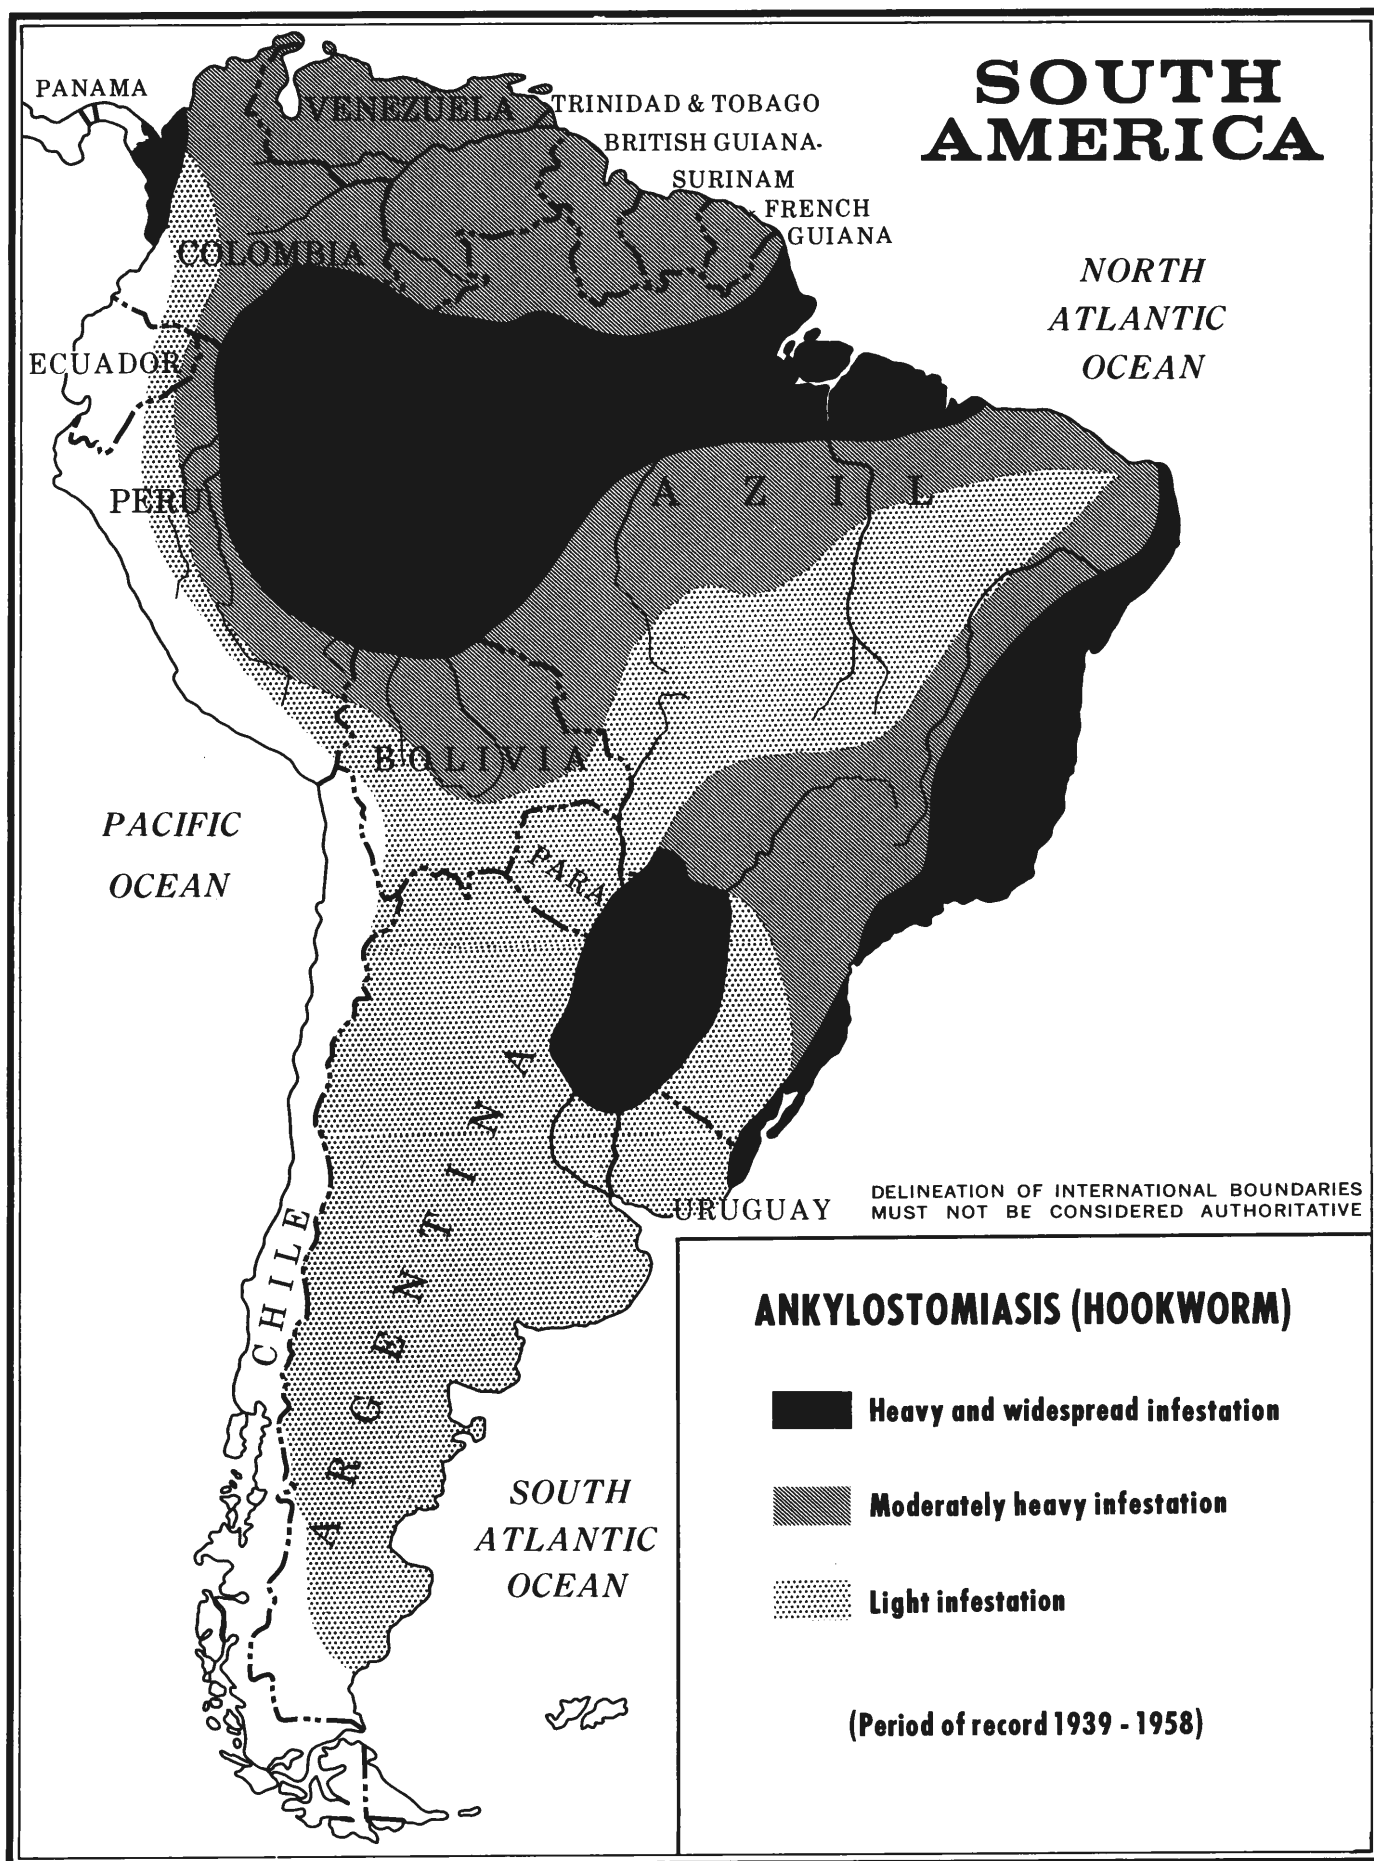 SOUTH
AMERICA
PANAMA
VENEZUELA
TRINIDAD & TOBAGO
BRITISH GUIANA-
SURINAM
FRENCH
GUIANA
COLOMBIA
NORTH
ATLANTIC
OCEAN
ECUADOR
PERU
A Z I L
BOLIVIA
PACIFIC
OCEAN
PARA
ARGENTINA
CHILE
URUGUAY
DELINEATION OF INTERNATIONAL BOUNDARIES
MUST NOT BE CONSIDERED AUTHORITATIVE
SOUTH
ATLANTIC
OCEAN
ANKYLOSTOMIASIS (HOOKWORM)
Heavy and widespread infestation
Moderately heavy infestation
Light infestation
(Period of record 1939 - 1958)